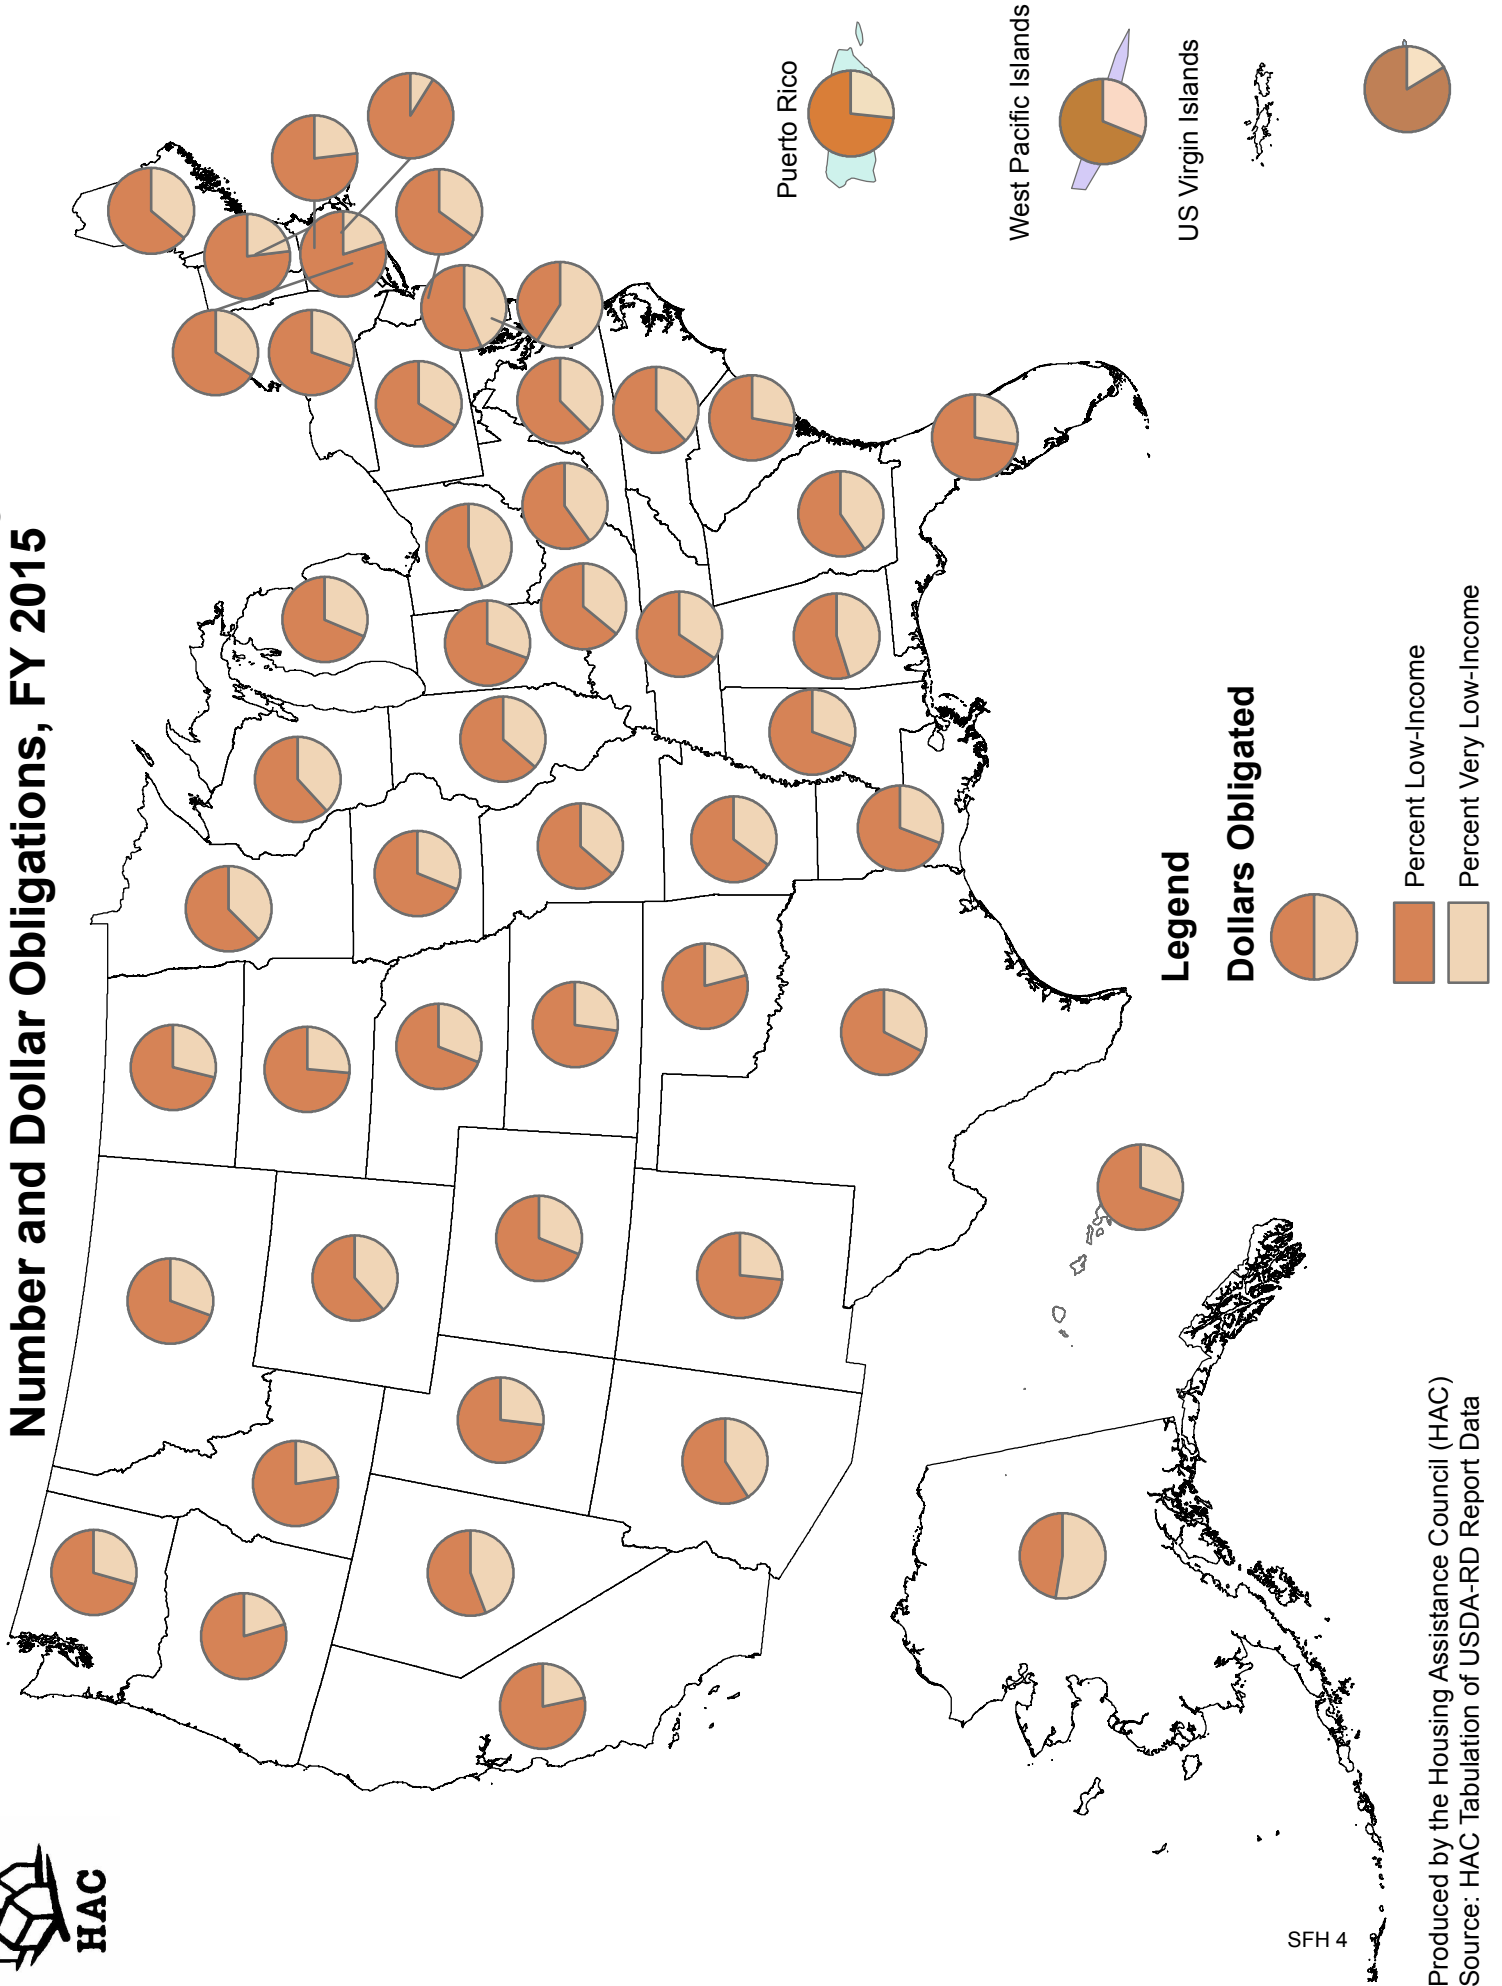 Number and Dollar Obligations, FY 2015
HAC
Puerto Rico
West Pacific Islands
US Virgin Islands
Legend
Dollars Obligated
Percent Low-Income
Percent Very Low-Income
SFH 4
Produced by the Housing Assistance Council (HAC)
Source: HAC Tabulation of USDA-RD Report Data